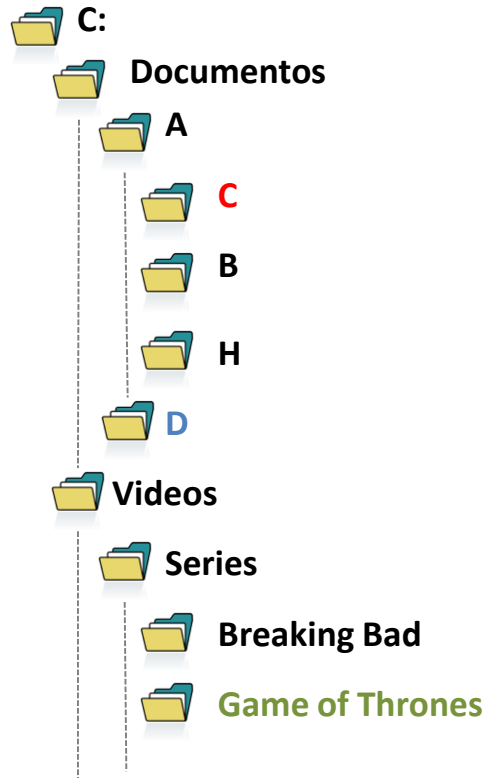 C:
Documentos
A
C
B
H
D
Videos
Series
Breaking Bad
Game of Thrones